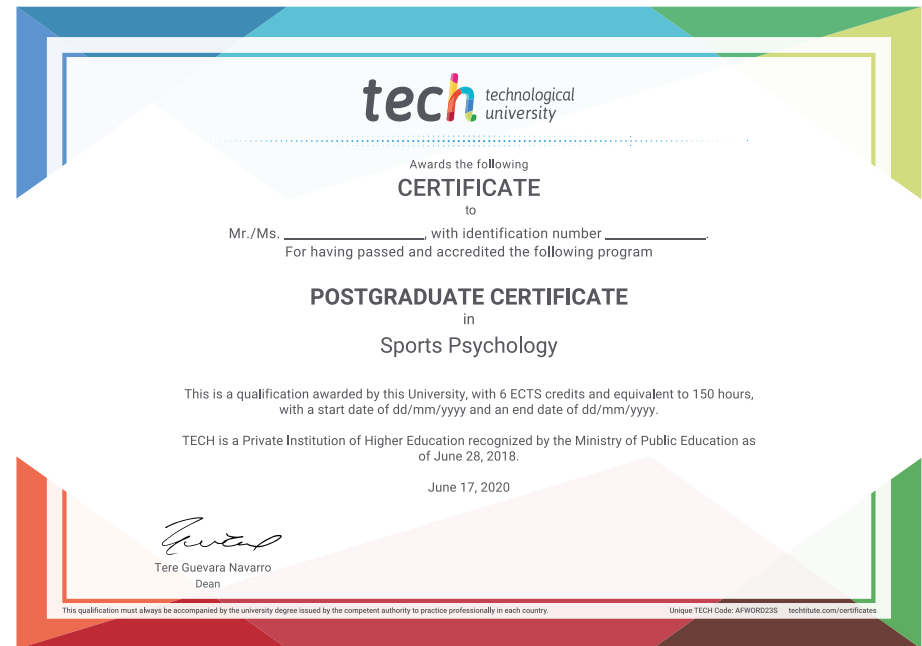 tech technological
university
Awards the following
CERTIFICATE
to
Mr./Ms. ____________________, with identification number ______________.
For having passed and accredited the following program
POSTGRADUATE CERTIFICATE
in
Sports Psychology
This is a qualification awarded by this University, with 6 ECTS credits and equivalent to 150 hours,
with a start date of dd/mm/yyyy and an end date of dd/mm/yyyy.
TECH is a Private Institution of Higher Education recognized by the Ministry of Public Education as
of June 28, 2018.
June 17, 2020
Tere Guevara Navarro
Dean
This qualification must always be accompanied by the university degree issued by the competent authority to practice professionally in each country. Unique TECH Code: AFWORD23S techtitute.com/certificates